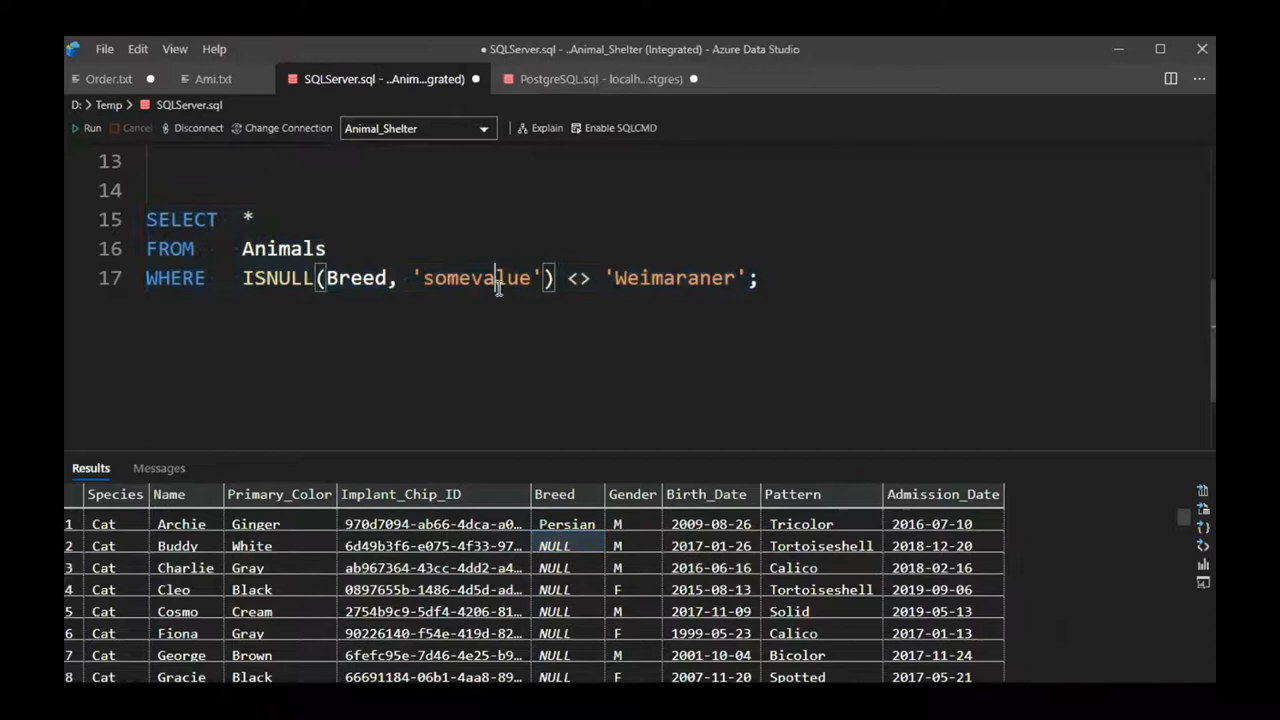 File Edit View Help ● SQLServer.sql - ..Animal_Shelter (Integrated) - Azure Data Studio
Order.txt Ami.txt SQLServer.sql - ..Anim...grated) PostgreSQL.sql - localh...stgres)
D: > Temp > SQLServer.sql
Run Cancel Disconnect Change Connection Animal_Shelter Explain Enable SQLCMD
13
14
15 SELECT *
16 FROM Animals
17 WHERE ISNULL(Breed, 'somevalue') <> 'Weimaraner';
Results Messages
Species Name Primary_Color Implant_Chip_ID Breed Gender Birth_Date Pattern Admission_Date
1 Cat Archie Ginger 970d7094-ab66-4dca-a0... Persian M 2009-08-26 Tricolor 2016-07-10
2 Cat Buddy White 6d49b3f6-e075-4f33-97... NULL M 2017-01-26 Tortoiseshell 2018-12-20
3 Cat Charlie Gray ab967364-43cc-4dd2-a4... NULL M 2016-06-16 Calico 2018-02-16
4 Cat Cleo Black 0897655b-1486-4d5d-ad... NULL F 2015-08-13 Tortoiseshell 2019-09-06
5 Cat Cosmo Cream 2754b9c9-5df4-4206-81... NULL M 2017-11-09 Solid 2019-05-13
6 Cat Fiona Gray 90226140-f54e-419d-82... NULL F 1999-05-23 Calico 2017-01-13
7 Cat George Brown 6fefc95e-7d46-4e25-b9... NULL M 2001-10-04 Bicolor 2017-11-24
8 Cat Gracie Black 66691184-06b1-4aa8-89... NULL F 2007-11-20 Spotted 2017-05-21